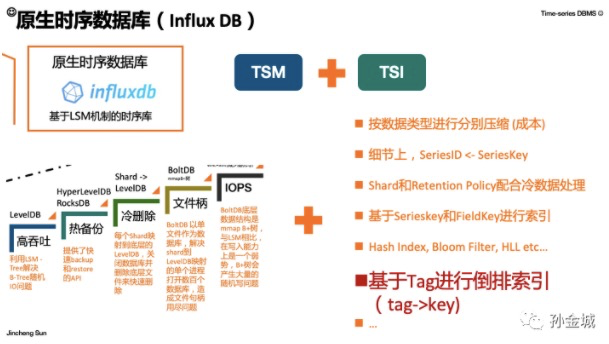 原生时序数据库（Influx DB）
Time-series DBMS
原生时序数据库
influxdb
基于LSM机制的时序库
TSM
TSI
按数据类型进行分别压缩 (成本)
细节上，SeriesID <- SeriesKey
Shard和Retention Policy配合冷数据处理
基于Serieskey和FieldKey进行索引
Hash Index, Bloom Filter, HLL etc...
基于Tag进行倒排索引
（ tag->key)
...
LevelDB
高吞吐
利用LSM -
Tree解决
B-Tree随机
IO问题
HyperLevelDB
RocksDB
热备份
提供了快
速backup
和restore
的API
Shard ->
LevelDB
冷删除
每个Shard映
射到底层的
LevelDB，关
闭数据库并
删除底层文
件来快速删
除
BoltDB
mmap B+树
文件柄
BoltDB 以单
文件作为数
据库，解决
shard到
LevelDB映射
的单个进程
打开数百个
数据库，造
成文件句柄
用尽问题
IOPS
BoltDB底层
数据结构是
mmap B+树，
与LSM相比，
在写入能力
上是一个弱
势，B+树会
产生大量的
随机写问题
Jincheng Sun
孙金城